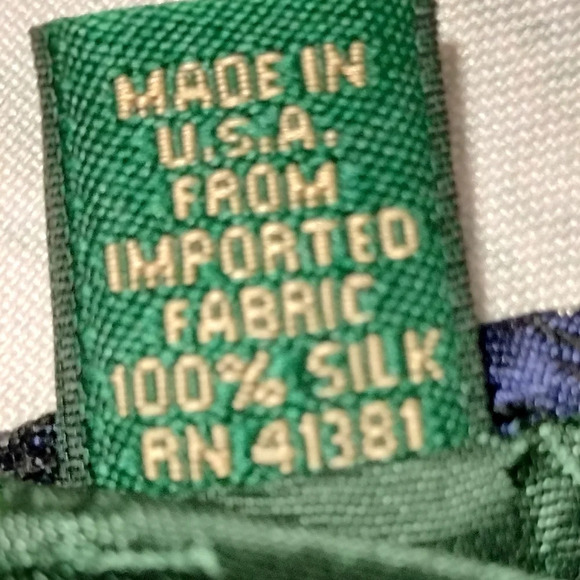 MADE IN
U.S.A.
FROM
IMPORTED
FABRIC
100% SILK
RN 41381